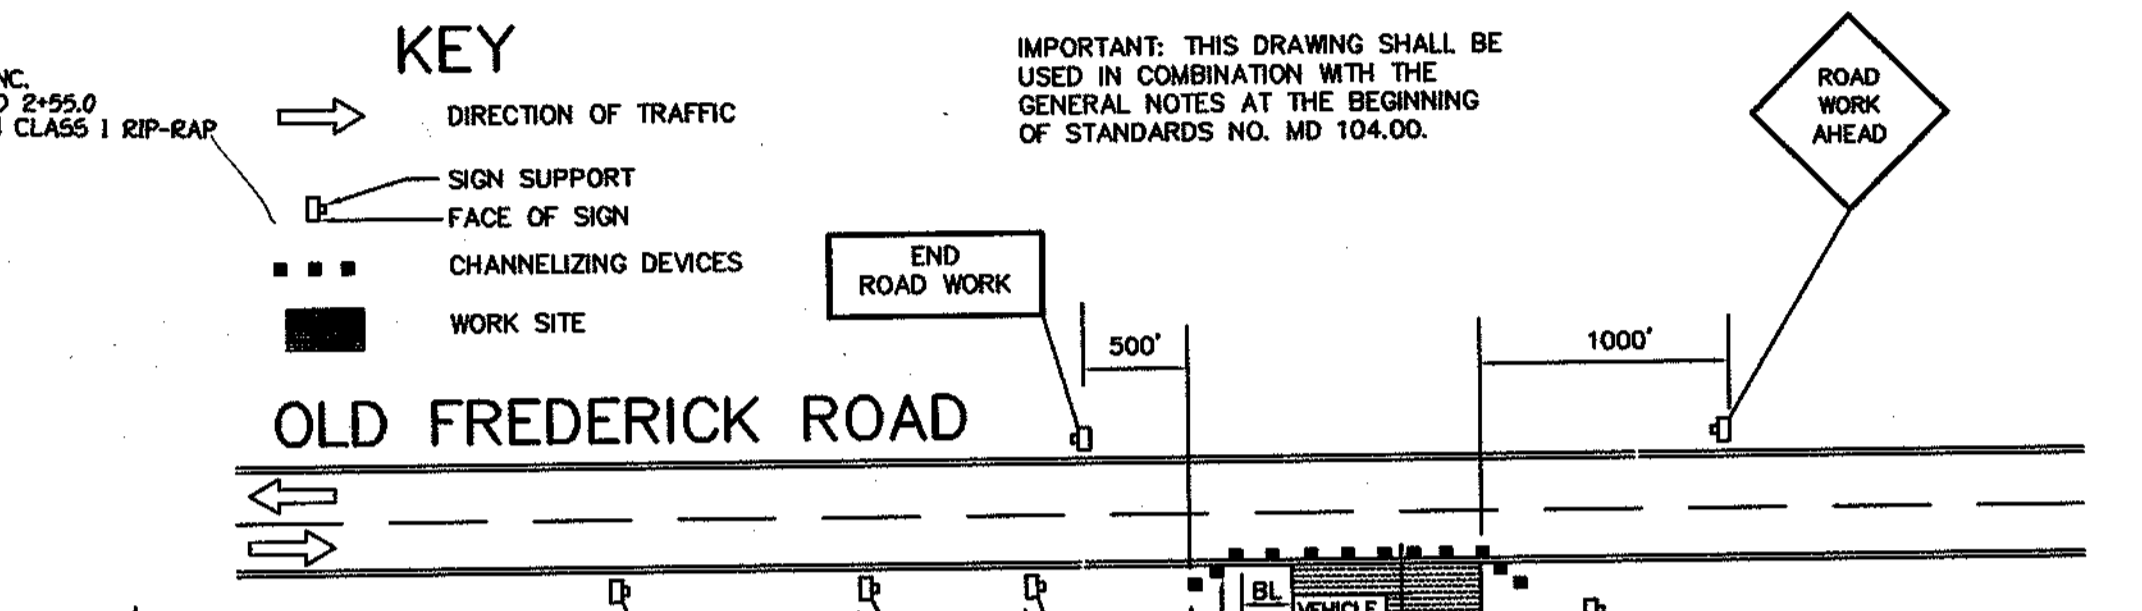 KEY
NC.
2+55.0
CLASS 1 RIP-RAP
DIRECTION OF TRAFFIC
SIGN SUPPORT
FACE OF SIGN
CHANNELIZING DEVICES
WORK SITE
IMPORTANT: THIS DRAWING SHALL BE
USED IN COMBINATION WITH THE
GENERAL NOTES AT THE BEGINNING
OF STANDARDS NO. MD 104.00.
ROAD
WORK
AHEAD
END
ROAD WORK
500'
1000'
OLD FREDERICK ROAD
BL
VEHICLE